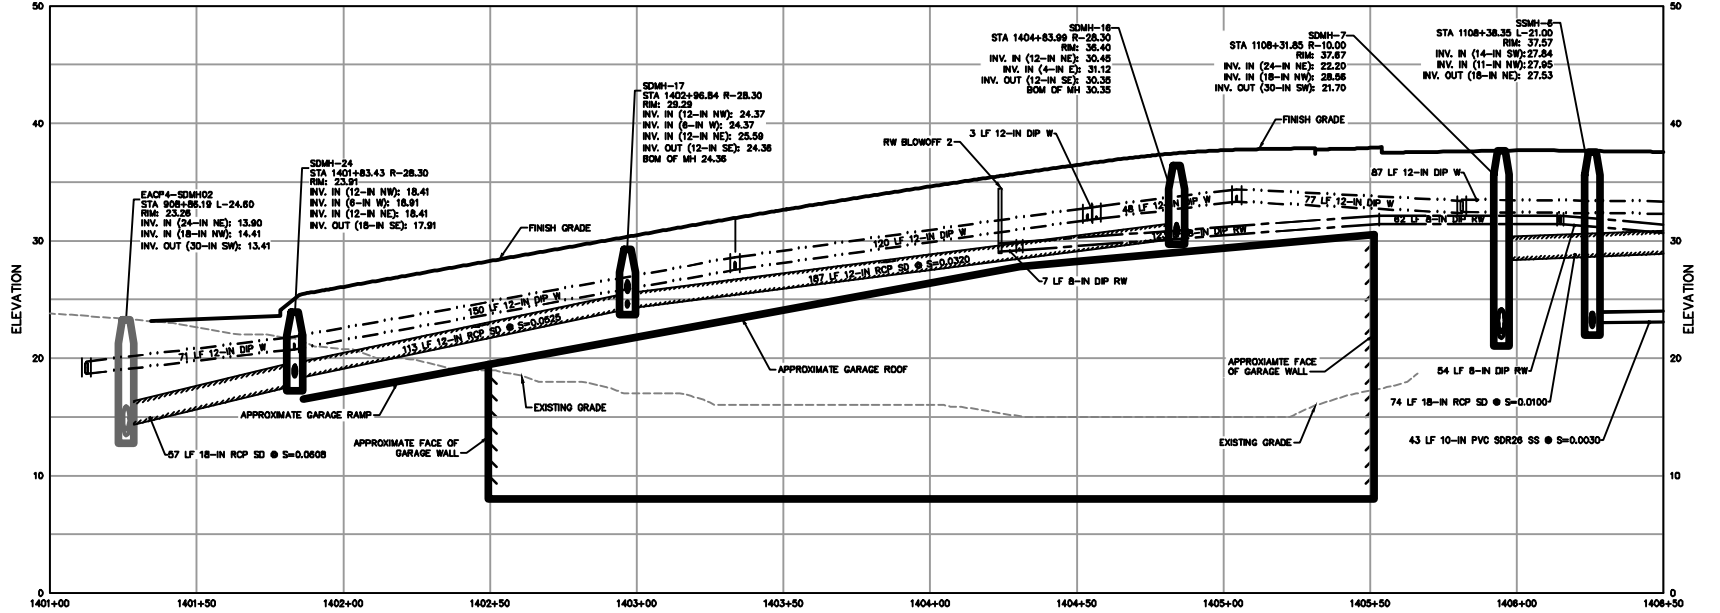 50
40
30
20
10
0
ELEVATION
EACP4-SDMH02
STA 908+86.19 L-24.60
RIM: 23.26
INV. IN (24-IN NE): 13.90
INV. IN (18-IN NW): 14.41
INV. OUT (30-IN SW): 13.41
SDMH-24
STA 1401+83.43 R-28.30
RIM: 23.91
INV. IN (12-IN NW): 18.41
INV. IN (6-IN W): 18.91
INV. IN (12-IN NE): 18.41
INV. OUT (18-IN SE): 17.91
SDMH-17
STA 1402+96.84 R-28.30
RIM: 29.29
INV. IN (12-IN NW): 24.37
INV. IN (6-IN W): 24.37
INV. IN (12-IN NE): 25.59
INV. OUT (12-IN SE): 24.36
BOM OF MH 24.36
SDMH-16
STA 1404+83.99 R-28.30
RIM: 36.40
INV. IN (12-IN NE): 30.45
INV. IN (4-IN E): 31.12
INV. OUT (12-IN SE): 30.35
BOM OF MH 30.35
SDMH-7
STA 1108+31.85 R-10.00
RIM: 37.67
INV. IN (24-IN NE): 22.20
INV. IN (18-IN NW): 28.56
INV. OUT (30-IN SW): 21.70
SSMH-6
STA 1108+38.35 L-21.00
RIM: 37.57
INV. IN (14-IN SW): 27.84
INV. IN (11-IN NW): 27.95
INV. OUT (18-IN NE): 27.53
FINISH GRADE
FINISH GRADE
RW BLOWOFF 2
3 LF 12-IN DIP W
87 LF 12-IN DIP W
71 LF 12-IN DIP W
150 LF 12-IN DIP W
113 LF 12-IN RCP SD @ S=0.0525
120 LF 12-IN DIP W
187 LF 12-IN RCP SD @ S=0.0320
48 LF 12-IN DIP W
8-IN DIP RW
77 LF 12-IN DIP W
62 LF 8-IN DIP RW
7 LF 8-IN DIP RW
APPROXIMATE GARAGE ROOF
APPROXIAMTE FACE
OF GARAGE WALL
54 LF 8-IN DIP RW
74 LF 18-IN RCP SD @ S=0.0100
43 LF 10-IN PVC SDR26 SS @ S=0.0030
EXISTING GRADE
EXISTING GRADE
APPROXIMATE GARAGE RAMP
APPROXIMATE FACE OF
GARAGE WALL
57 LF 18-IN RCP SD @ S=0.0608
50
40
30
20
10
0
ELEVATION
1401+00
1401+50
1402+00
1402+50
1403+00
1403+50
1404+00
1404+50
1405+00
1405+50
1406+00
1406+50